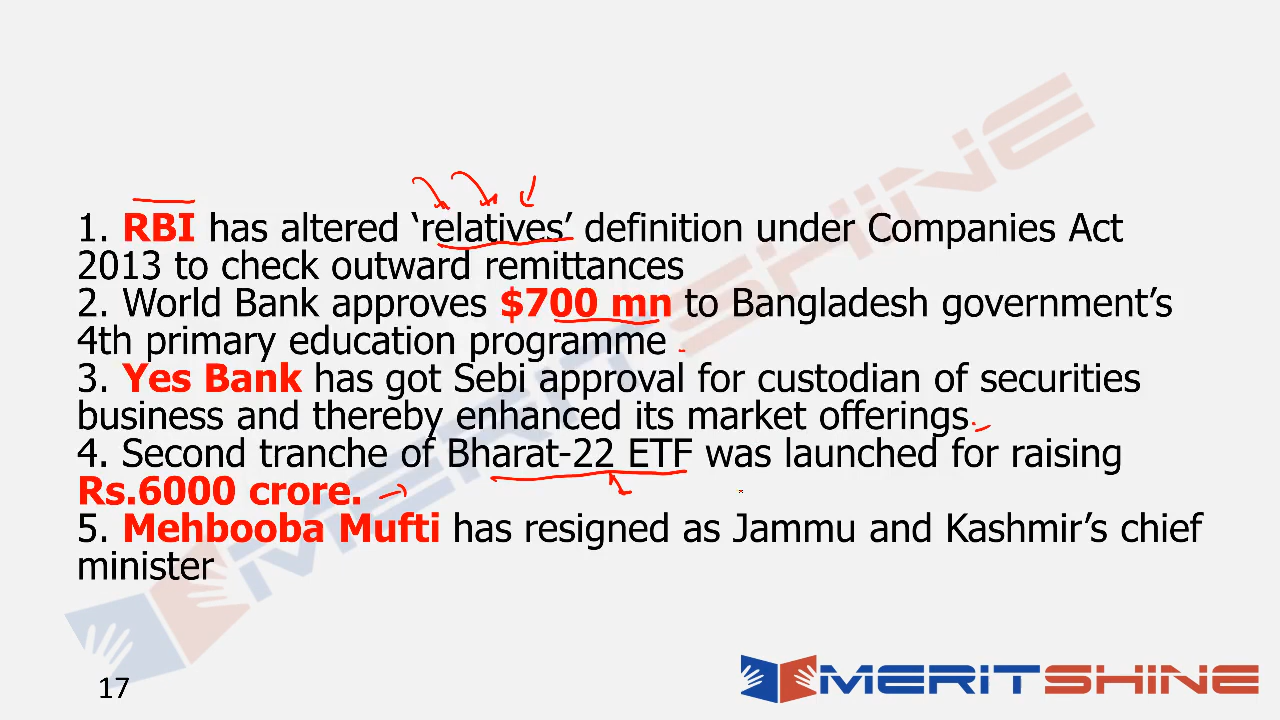 1. RBI has altered ‘relatives’ definition under Companies Act
2013 to check outward remittances
2. World Bank approves $700 mn to Bangladesh government’s
4th primary education programme
3. Yes Bank has got Sebi approval for custodian of securities
business and thereby enhanced its market offerings.
4. Second tranche of Bharat-22 ETF was launched for raising
Rs.6000 crore.
5. Mehbooba Mufti has resigned as Jammu and Kashmir’s chief
minister
MERITSHINE
17
MERITSHINE